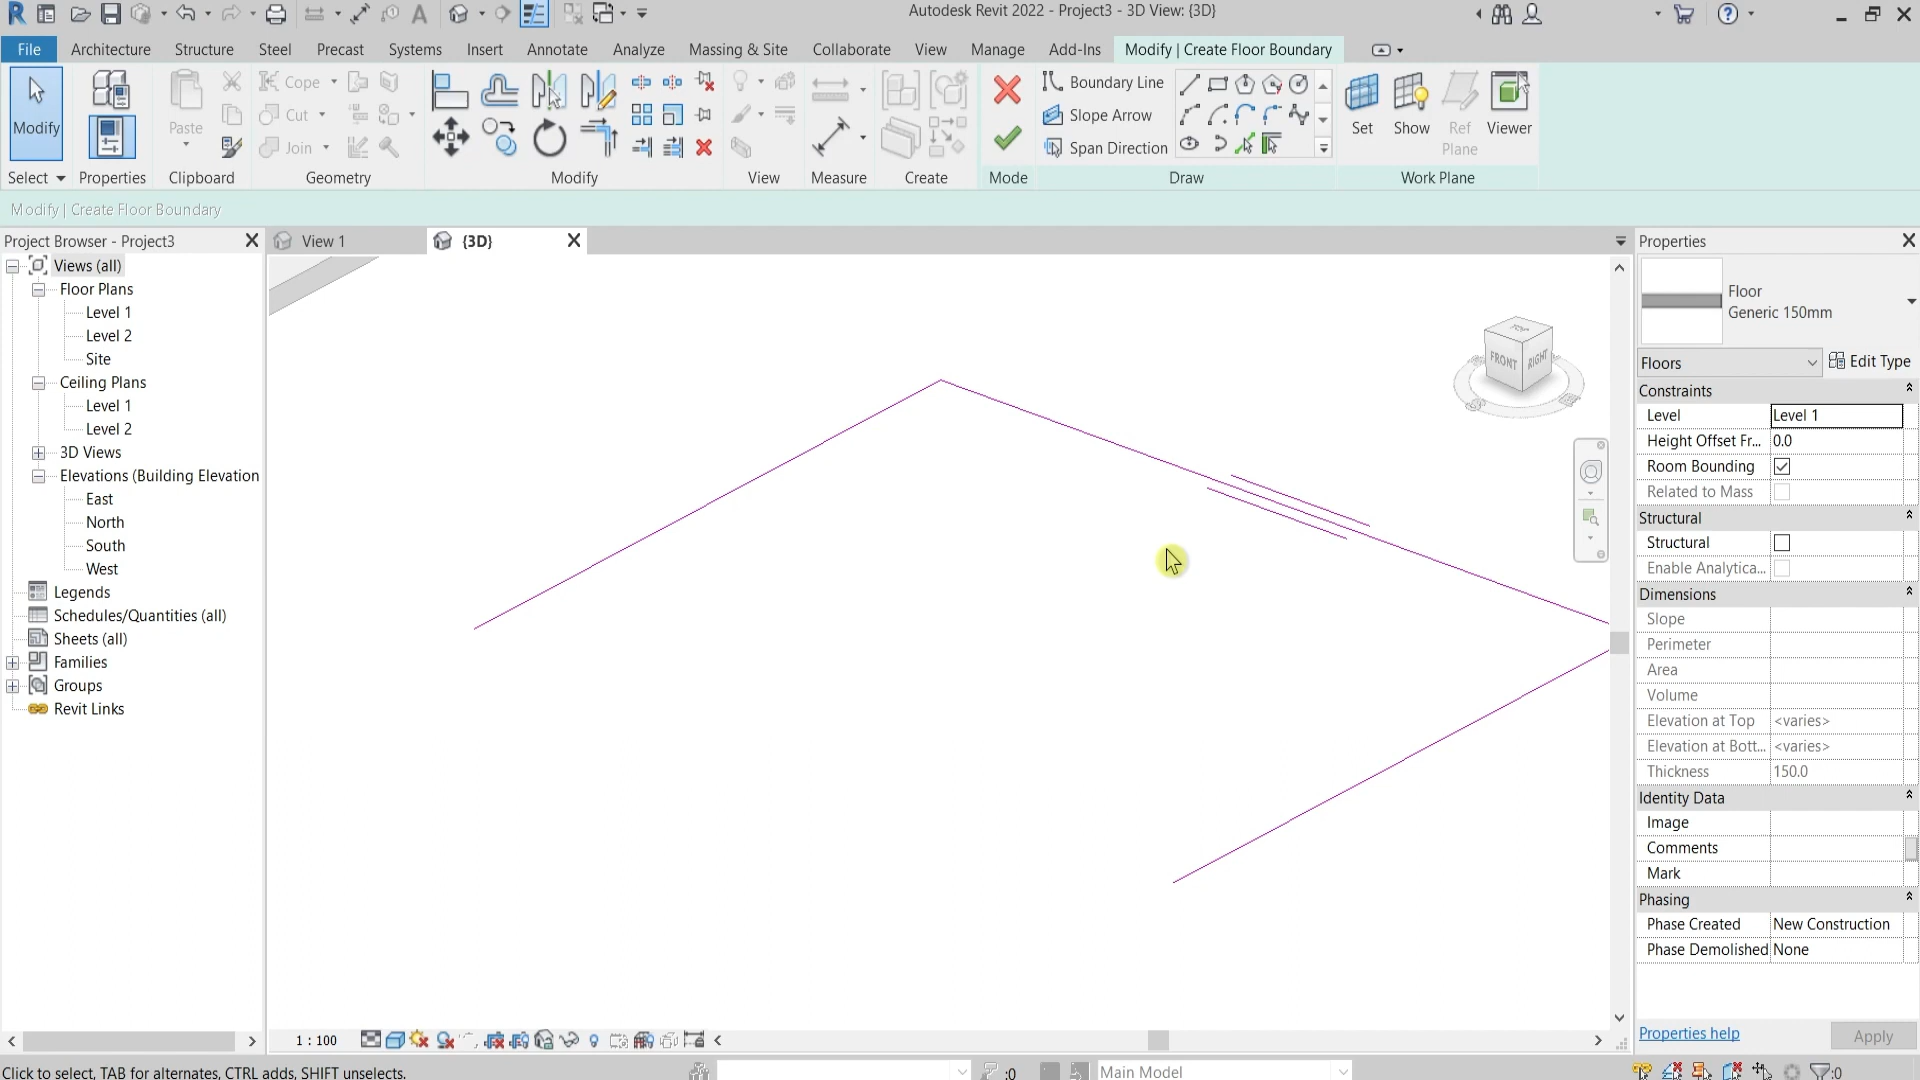 Autodesk Revit 2022 - Project3 - 3D View: {3D}
File Architecture Structure Steel Precast Systems Insert Annotate Analyze Massing & Site Collaborate View Manage Add-Ins Modify | Create Floor Boundary
Modify Paste Cope Cut Join Boundary Line Slope Arrow Span Direction Set Show Ref Plane Viewer
Select Properties Clipboard Geometry Modify View Measure Create Mode Draw Work Plane
Modify | Create Floor Boundary
Project Browser - Project3
Views (all)
Floor Plans
Level 1
Level 2
Site
Ceiling Plans
Level 1
Level 2
3D Views
Elevations (Building Elevation
East
North
South
West
Legends
Schedules/Quantities (all)
Sheets (all)
Families
Groups
Revit Links
View 1 {3D}
TOP
FRONT RIGHT
Properties
Floor
Generic 150mm
Floors Edit Type
Constraints
Level Level 1
Height Offset Fr... 0.0
Room Bounding
Related to Mass
Structural
Structural
Enable Analytica...
Dimensions
Slope
Perimeter
Area
Volume
Elevation at Top <varies>
Elevation at Bott... <varies>
Thickness 150.0
Identity Data
Image
Comments
Mark
Phasing
Phase Created New Construction
Phase Demolished None
Properties help Apply
1 : 100
Click to select, TAB for alternates, CTRL adds, SHIFT unselects. :0 Main Model :0